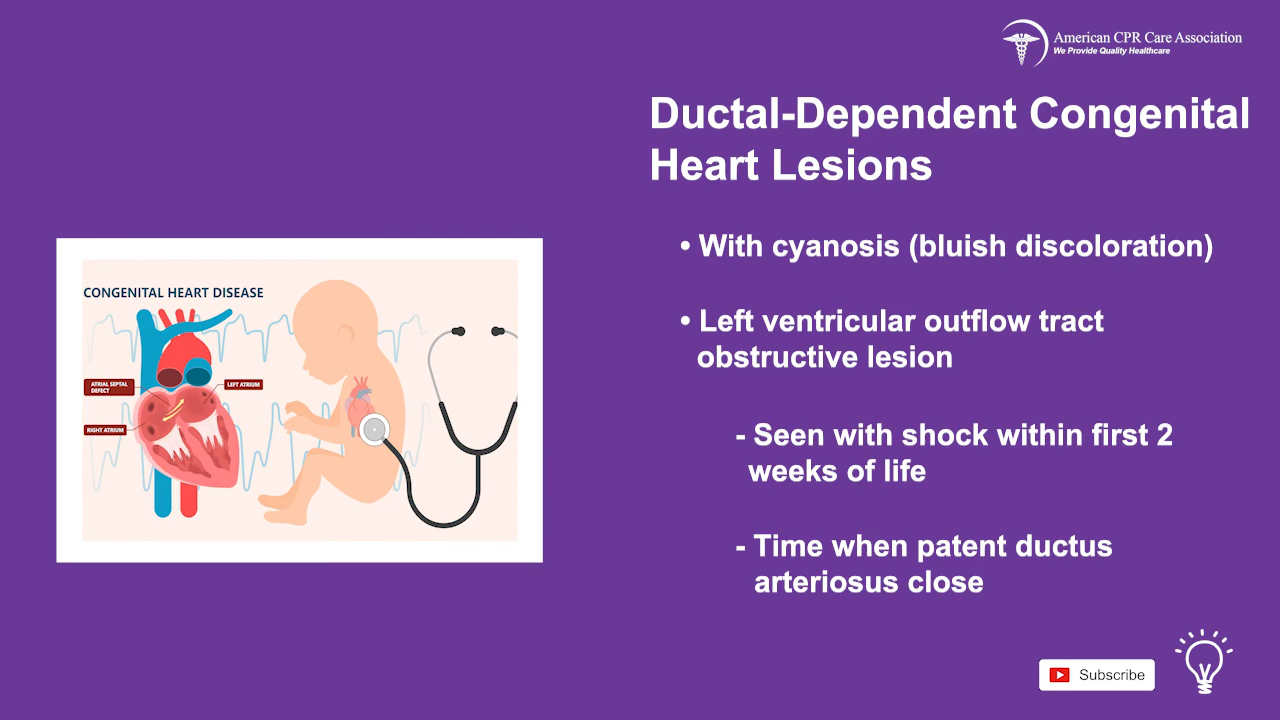 American CPR Care Association
We Provide Quality Healthcare
Ductal-Dependent Congenital
Heart Lesions
• With cyanosis (bluish discoloration)
• Left ventricular outflow tract
obstructive lesion
- Seen with shock within first 2
weeks of life
- Time when patent ductus
arteriosus close
CONGENITAL HEART DISEASE
ATRIAL SEPTAL
DEFECT
LEFT ATRIUM
RIGHT ATRIUM
Subscribe